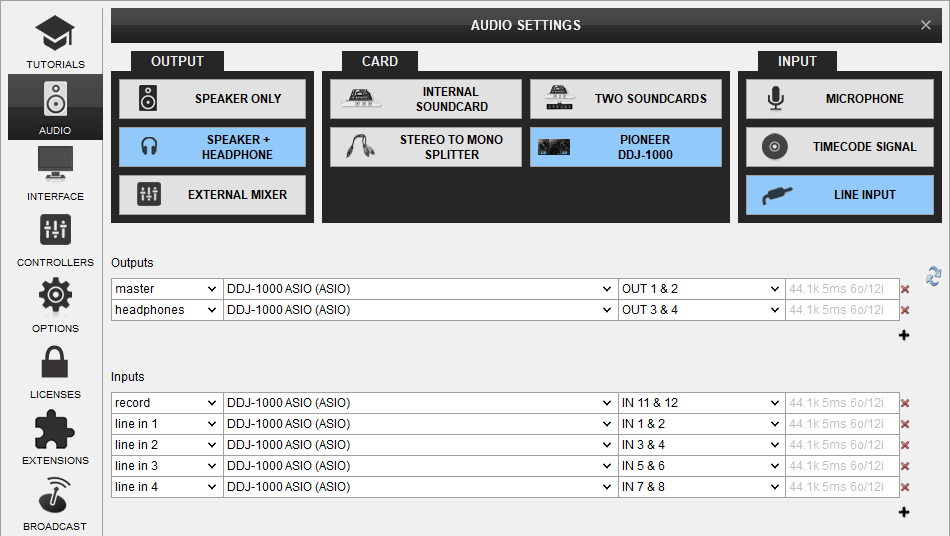 AUDIO SETTINGS
TUTORIALS
AUDIO
INTERFACE
CONTROLLERS
OPTIONS
LICENSES
EXTENSIONS
BROADCAST
OUTPUT
SPEAKER ONLY
SPEAKER +
HEADPHONE
EXTERNAL MIXER
CARD
INTERNAL
SOUNDCARD
TWO SOUNDCARDS
STEREO TO MONO
SPLITTER
PIONEER
DDJ-1000
INPUT
MICROPHONE
TIMECODE SIGNAL
LINE INPUT
Outputs
master DDJ-1000 ASIO (ASIO) OUT 1 & 2 44.1k 5ms 6o/12i
headphones DDJ-1000 ASIO (ASIO) OUT 3 & 4 44.1k 5ms 6o/12i
Inputs
record DDJ-1000 ASIO (ASIO) IN 11 & 12 44.1k 5ms 6o/12i
line in 1 DDJ-1000 ASIO (ASIO) IN 1 & 2 44.1k 5ms 6o/12i
line in 2 DDJ-1000 ASIO (ASIO) IN 3 & 4 44.1k 5ms 6o/12i
line in 3 DDJ-1000 ASIO (ASIO) IN 5 & 6 44.1k 5ms 6o/12i
line in 4 DDJ-1000 ASIO (ASIO) IN 7 & 8 44.1k 5ms 6o/12i